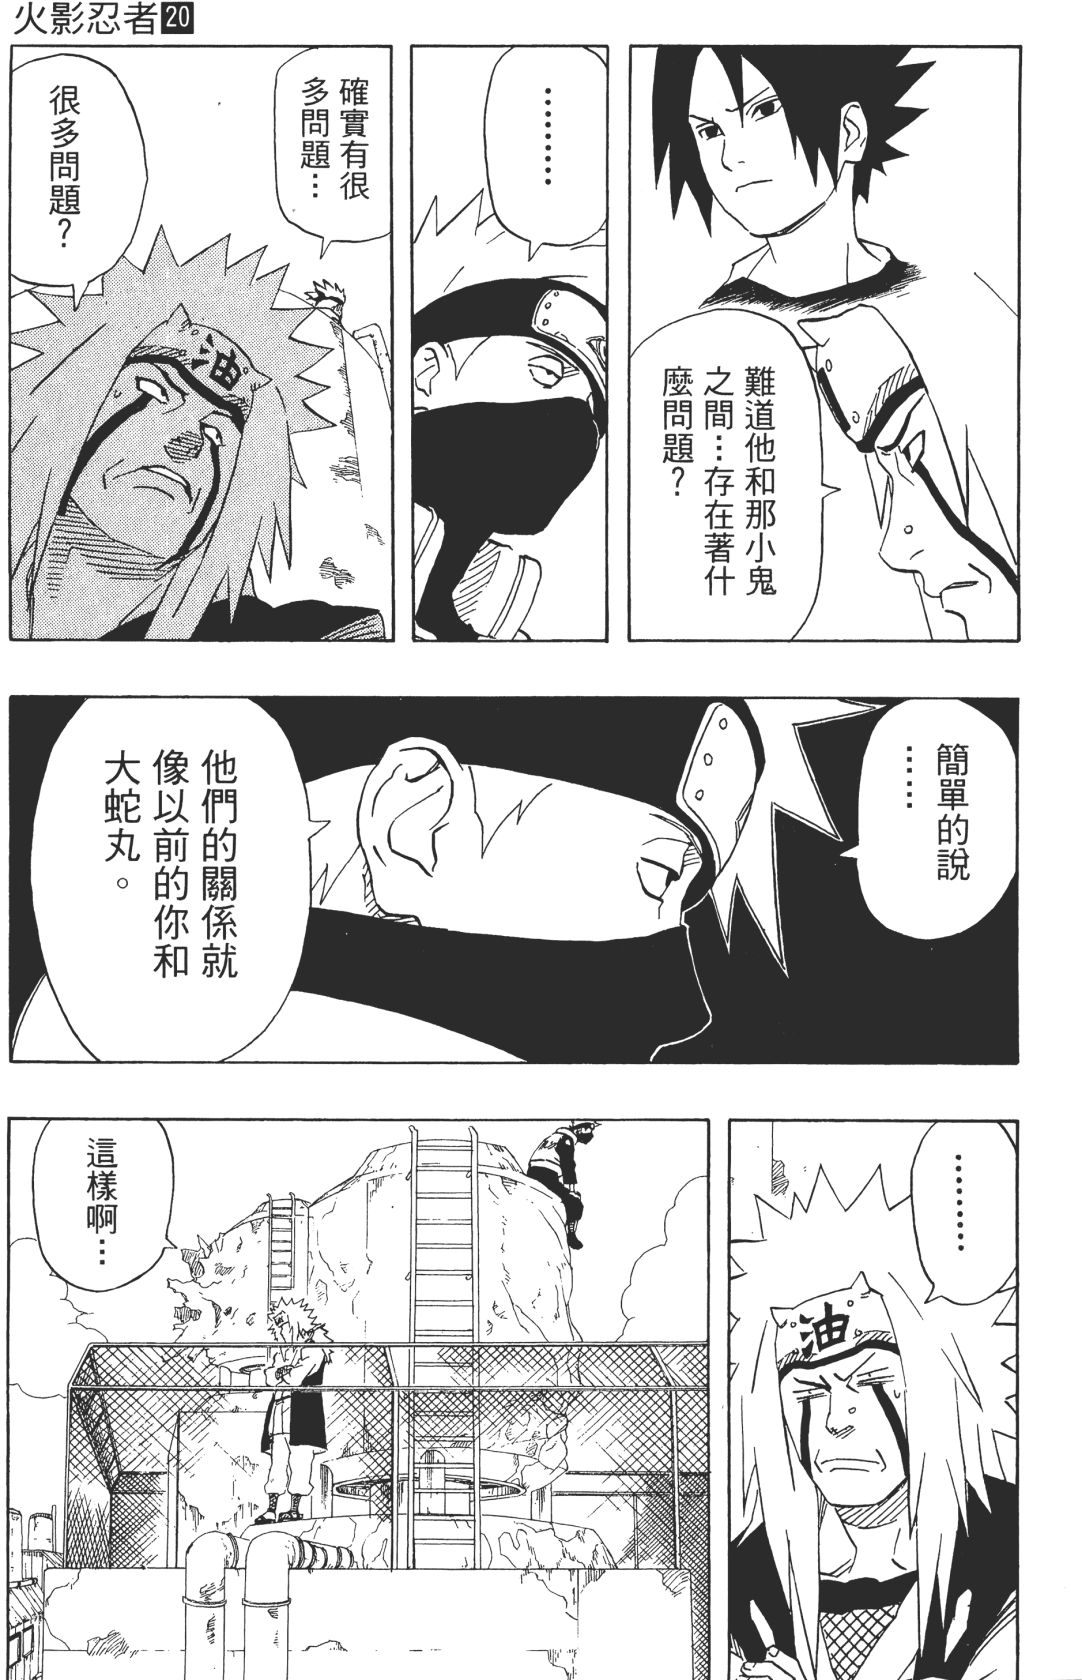 火影忍者20
難道他和那小鬼
之間…存在著什
麼問題？
………
確實有很
多問題…
很多問題？
油
簡單的說
……
他們的關係就
像以前的你和
大蛇丸。
………
油
這樣啊…